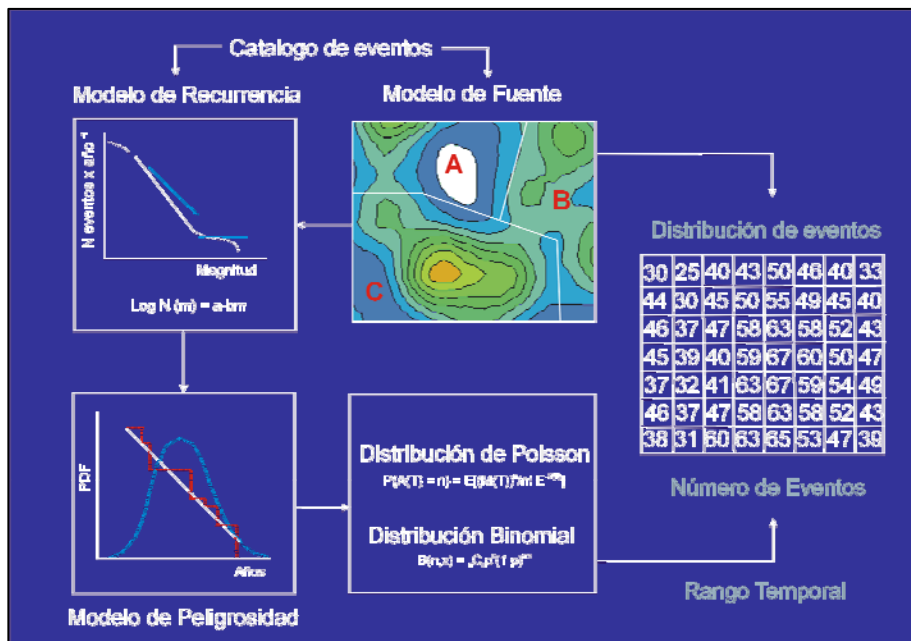 Catalogo de eventos
Modelo de Recurrencia
Modelo de Fuente
N eventos x año⁻¹
Magnitud
Log N (m) = a-bm
A
B
C
Distribución de eventos
30 25 40 43 50 46 40 33
44 30 45 50 55 49 45 40
46 37 47 58 63 58 52 43
45 39 40 59 67 60 50 47
37 32 41 63 67 59 54 49
46 37 47 58 63 58 52 43
38 31 60 63 65 53 47 39
Número de Eventos
PDF
Años
Modelo de Peligrosidad
Distribución de Poisson
Distribución Binomial
Rango Temporal